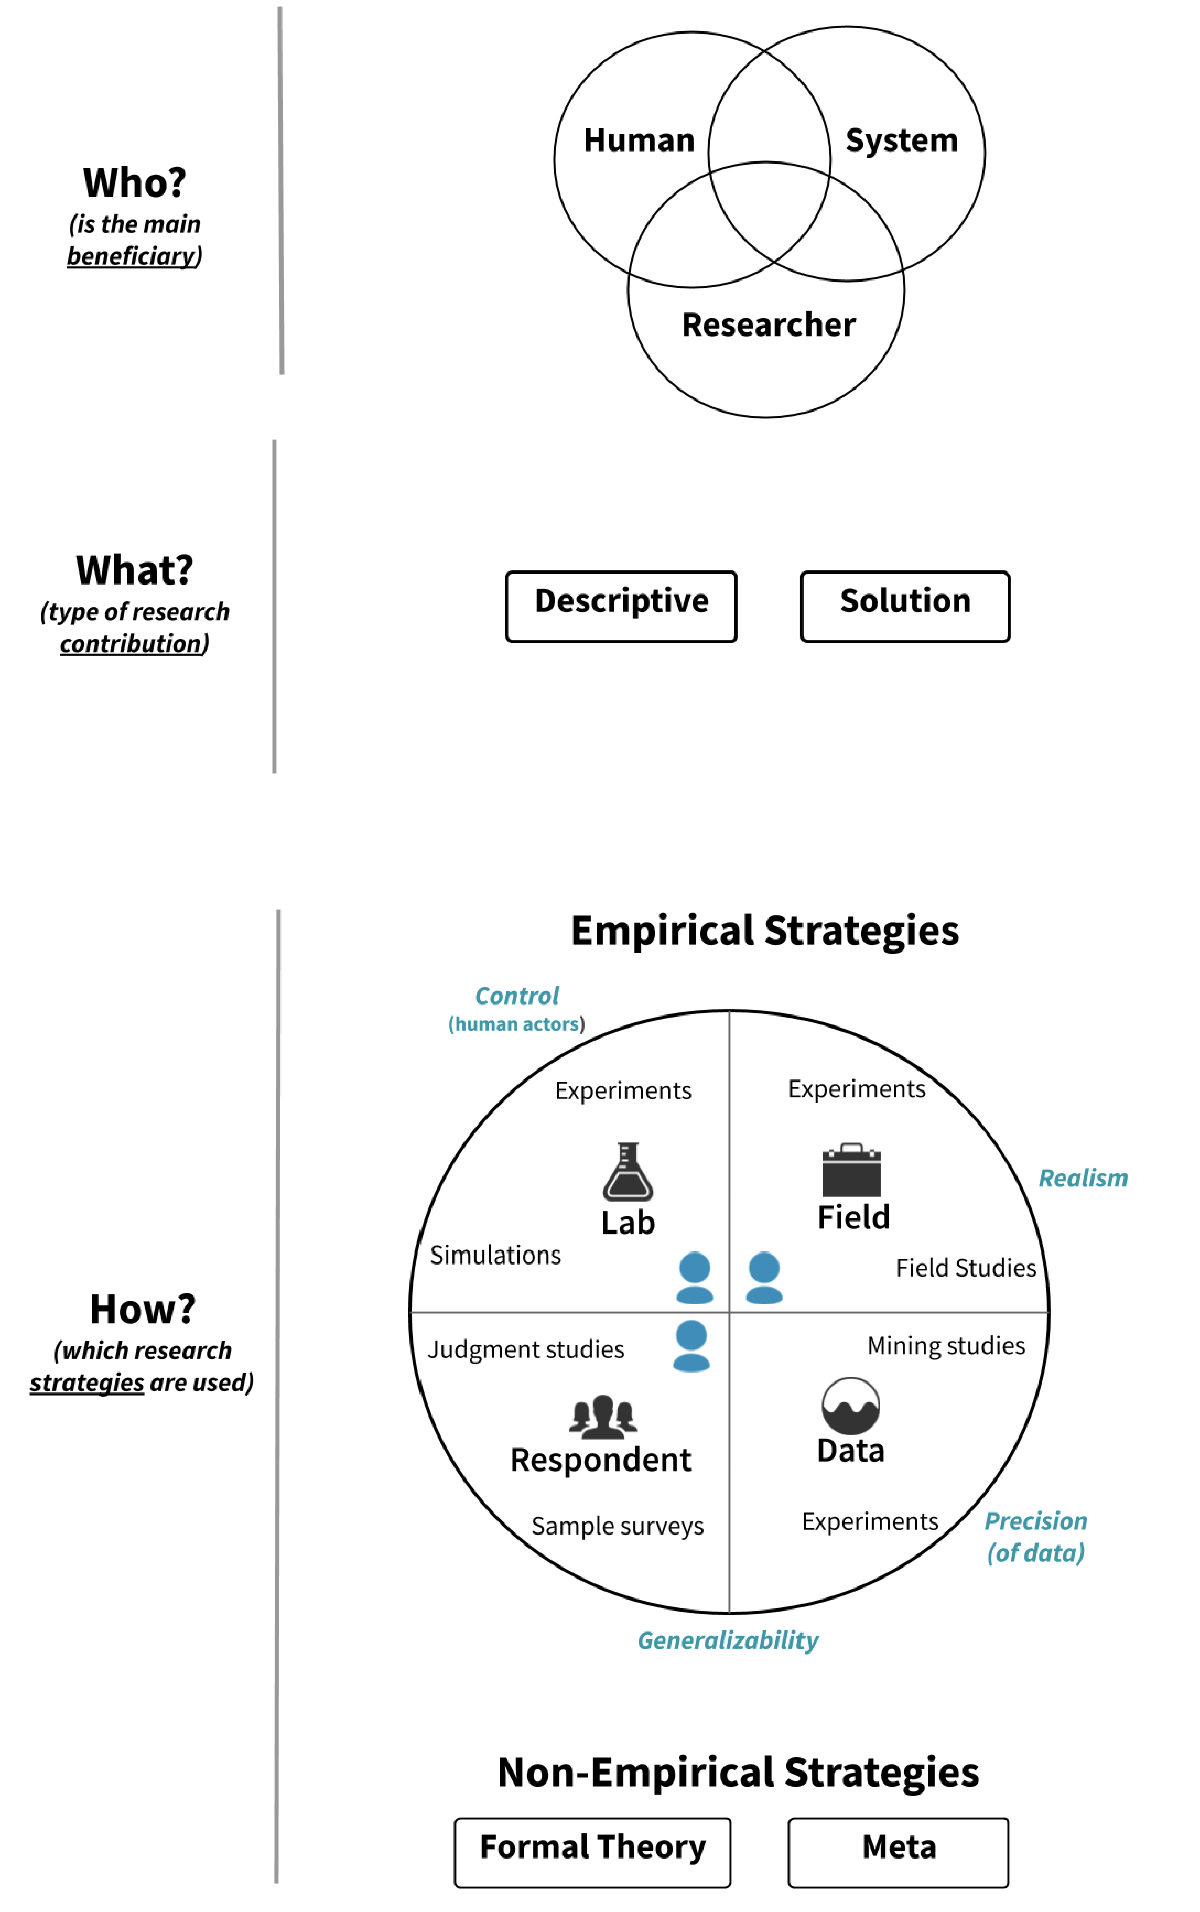 Who?
(is the main
beneficiary)
Human
System
Researcher
What?
(type of research
contribution)
Descriptive
Solution
How?
(which research
strategies are used)
Empirical Strategies
Control
(human actors)
Experiments
Experiments
Lab
Field
Realism
Simulations
Field Studies
Judgment studies
Mining studies
Respondent
Data
Sample surveys
Experiments
Precision
(of data)
Generalizability
Non-Empirical Strategies
Formal Theory
Meta